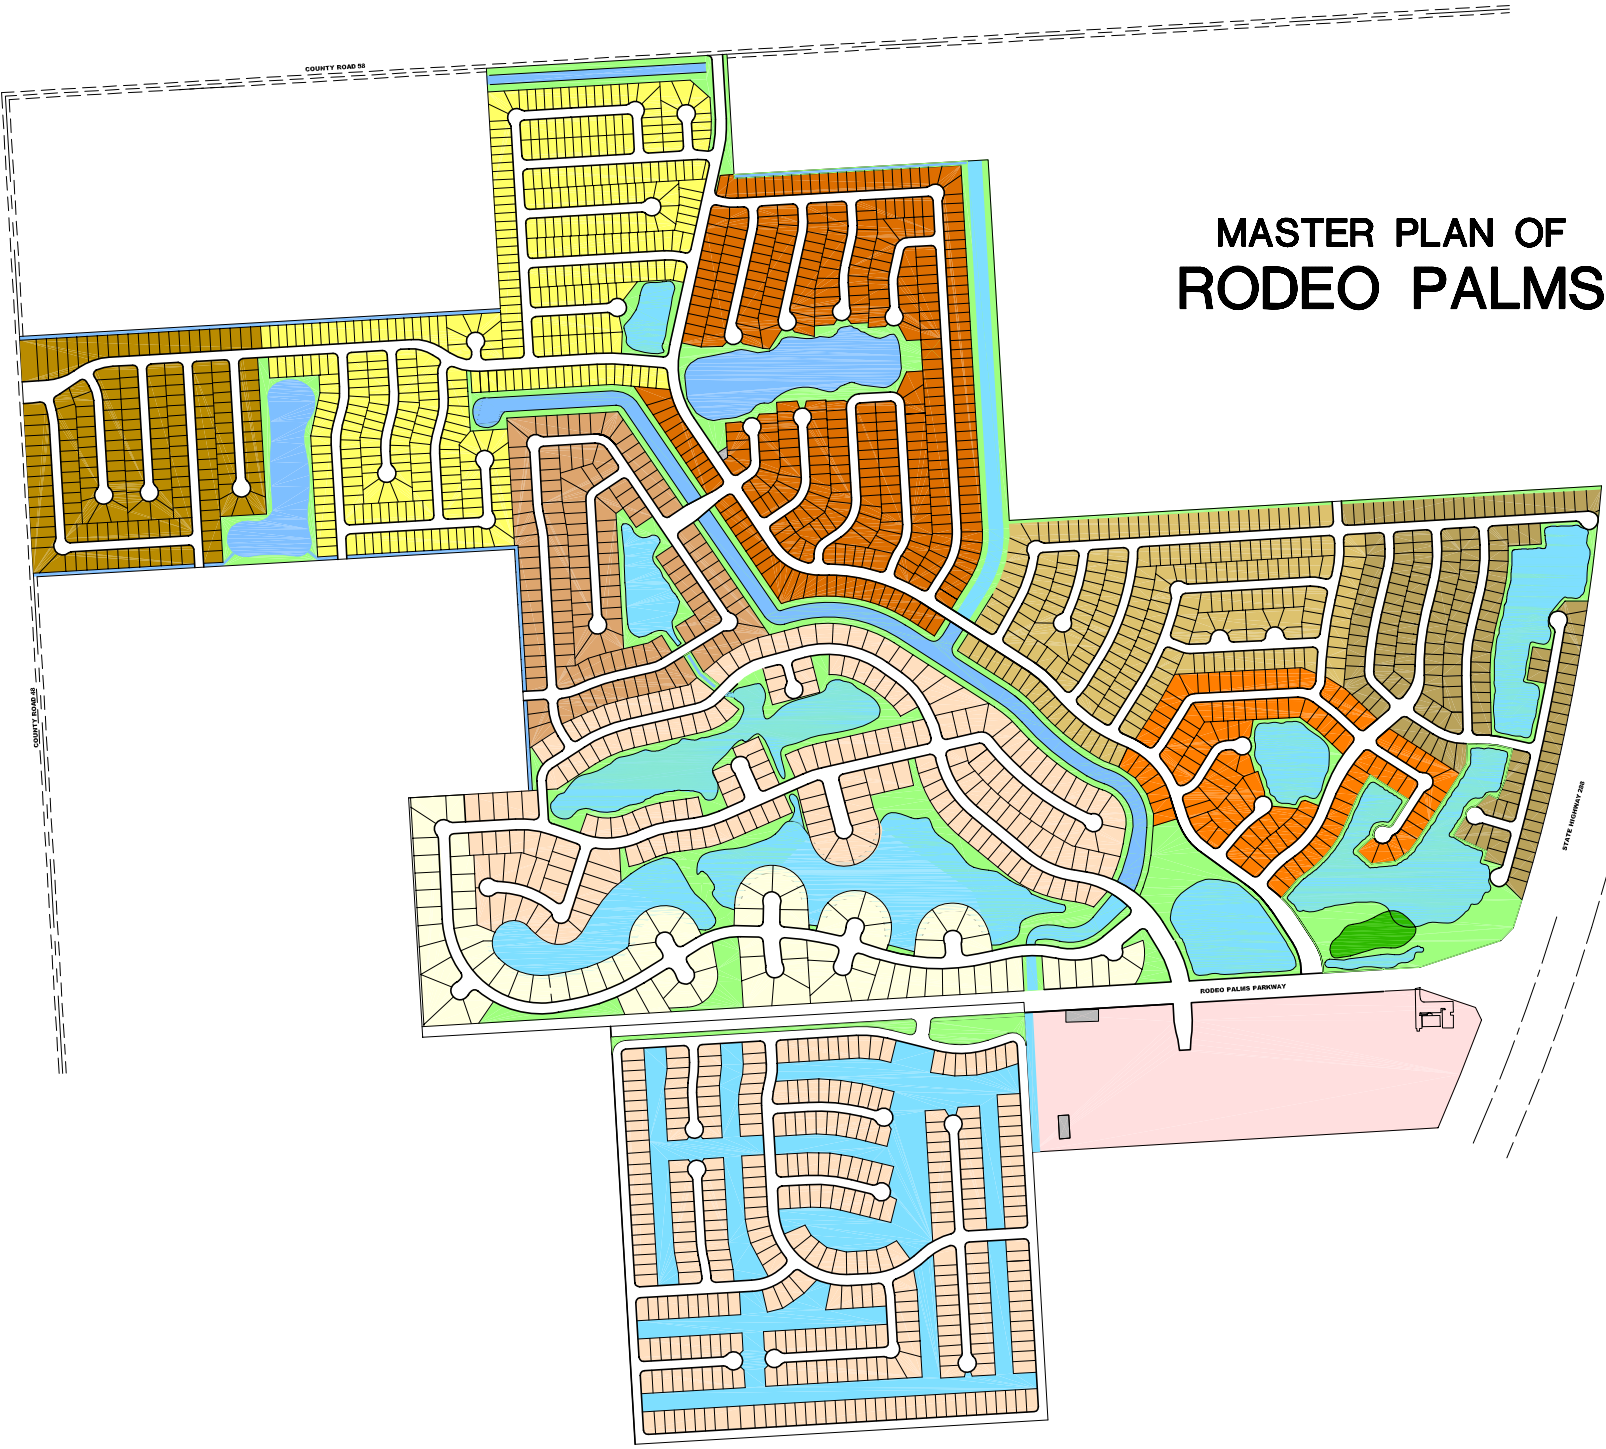 COUNTY ROAD 58
MASTER PLAN OF
RODEO PALMS
COUNTY ROAD 48
STATE HIGHWAY 288
RODEO PALMS PARKWAY